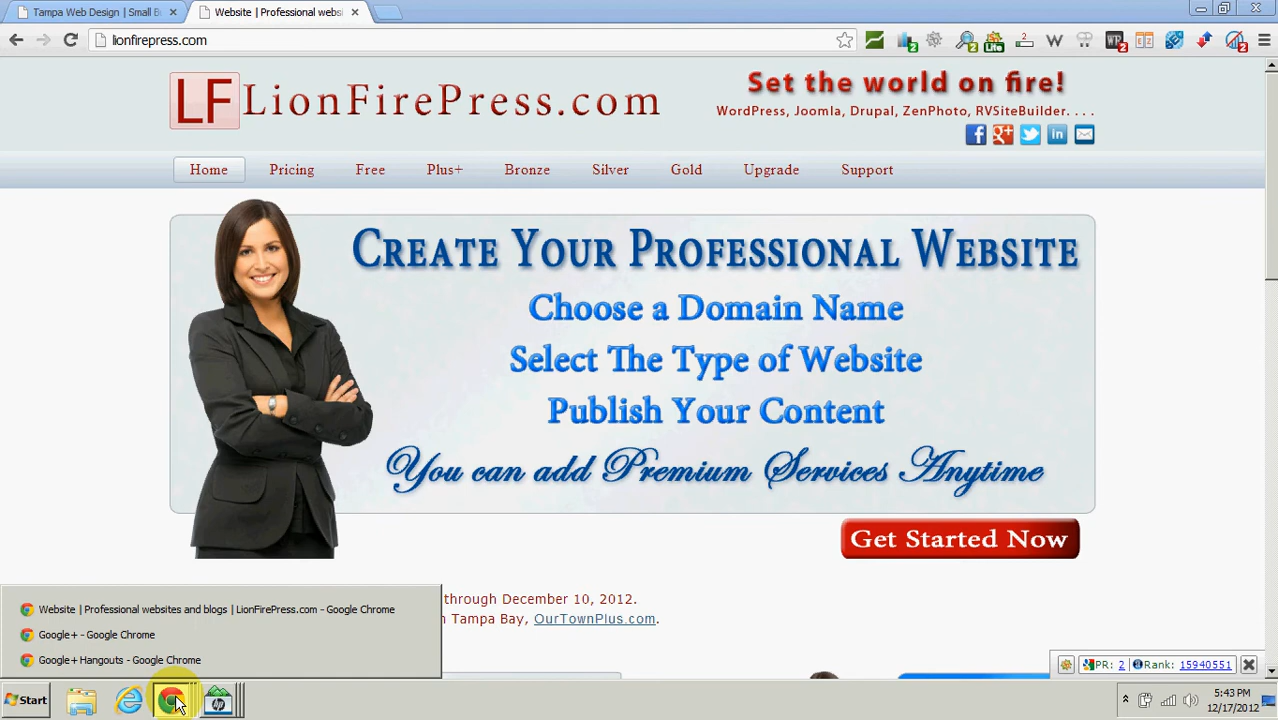 Tampa Web Design | Small B
Website | Professional webs
lionfirepress.com
LF LionFirePress.com
Set the world on fire!
WordPress, Joomla, Drupal, ZenPhoto, RVSiteBuilder. . . .
Home Pricing Free Plus+ Bronze Silver Gold Upgrade Support
Create Your Professional Website
Choose a Domain Name
Select The Type of Website
Publish Your Content
You can add Premium Services Anytime
Get Started Now
through December 10, 2012.
n Tampa Bay, OurTownPlus.com.
Website | Professional websites and blogs | LionFirePress.com - Google Chrome
Google+ - Google Chrome
Google+ Hangouts - Google Chrome
PR: 2 Rank: 15940551
Start
5:43 PM
12/17/2012